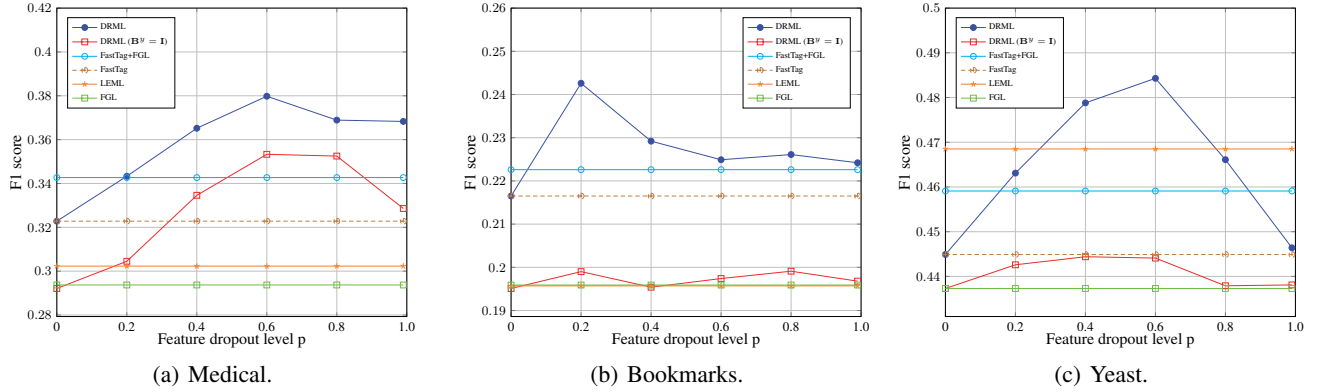 0.42
0.4
0.38
0.36
0.34
0.32
0.3
0.28
F1 score
DRML
DRML (B^y = I)
FastTag+FGL
FastTag
LEML
FGL
0 0.2 0.4 0.6 0.8 1.0
Feature dropout level p
(a) Medical.
0.26
0.25
0.24
0.23
0.22
0.21
0.2
0.19
F1 score
DRML
DRML (B^y = I)
FastTag+FGL
FastTag
LEML
FGL
0 0.2 0.4 0.6 0.8 1.0
Feature dropout level p
(b) Bookmarks.
0.5
0.49
0.48
0.47
0.46
0.45
0.44
F1 score
DRML
DRML (B^y = I)
FastTag+FGL
FastTag
LEML
FGL
0 0.2 0.4 0.6 0.8 1.0
Feature dropout level p
(c) Yeast.